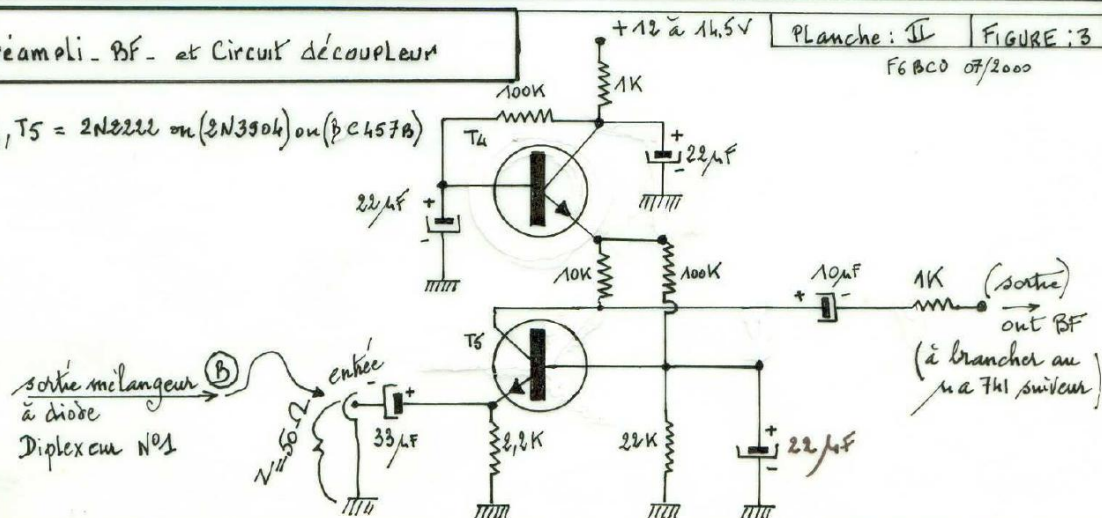 réampli - BF - et Circuit découpleur
+12 à 14,5V
Planche : II
FIGURE : 3
F6BCO 07/2000
, T5 = 2N2222 ou (2N3904) ou (BC457B)
100K
1K
T4
+
22µF
-
22µF
+
-
10K
100K
10µF
+
-
1K
(sortie)
out BF
(à brancher au
µa 741 suiveur)
T5
sortie mélangeur
à diode
Diplexeur N°1
B
entrée
-
+
33µF
Z=50Ω
2,2K
22K
+
22µF
-